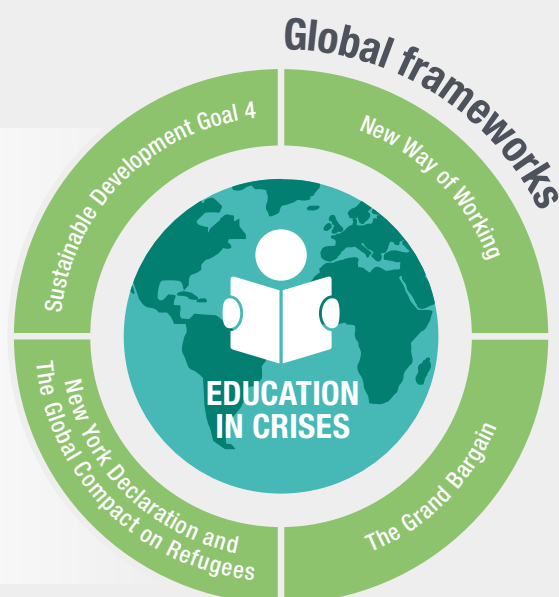 Global frameworks
Sustainable Development Goal 4
New Way of Working
EDUCATION
IN CRISES
New York Declaration and
The Global Compact on Refugees
The Grand Bargain